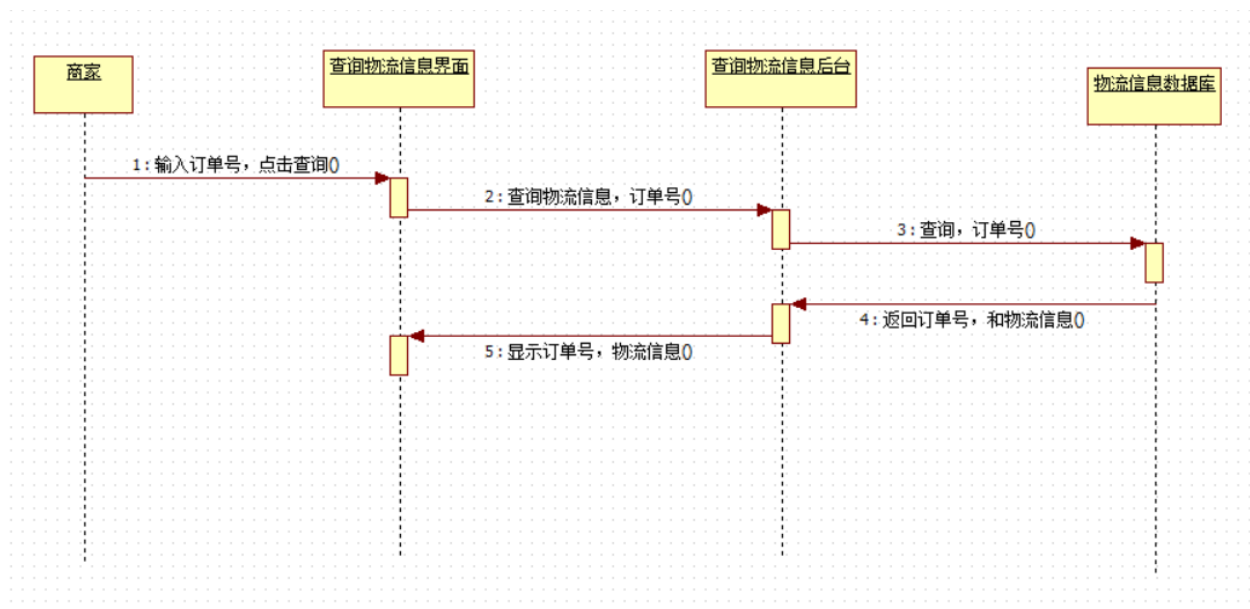 商家
查询物流信息界面
查询物流信息后台
物流信息数据库
1:输入订单号，点击查询()
2:查询物流信息，订单号()
3:查询，订单号()
4:返回订单号，和物流信息()
5:显示订单号，物流信息()